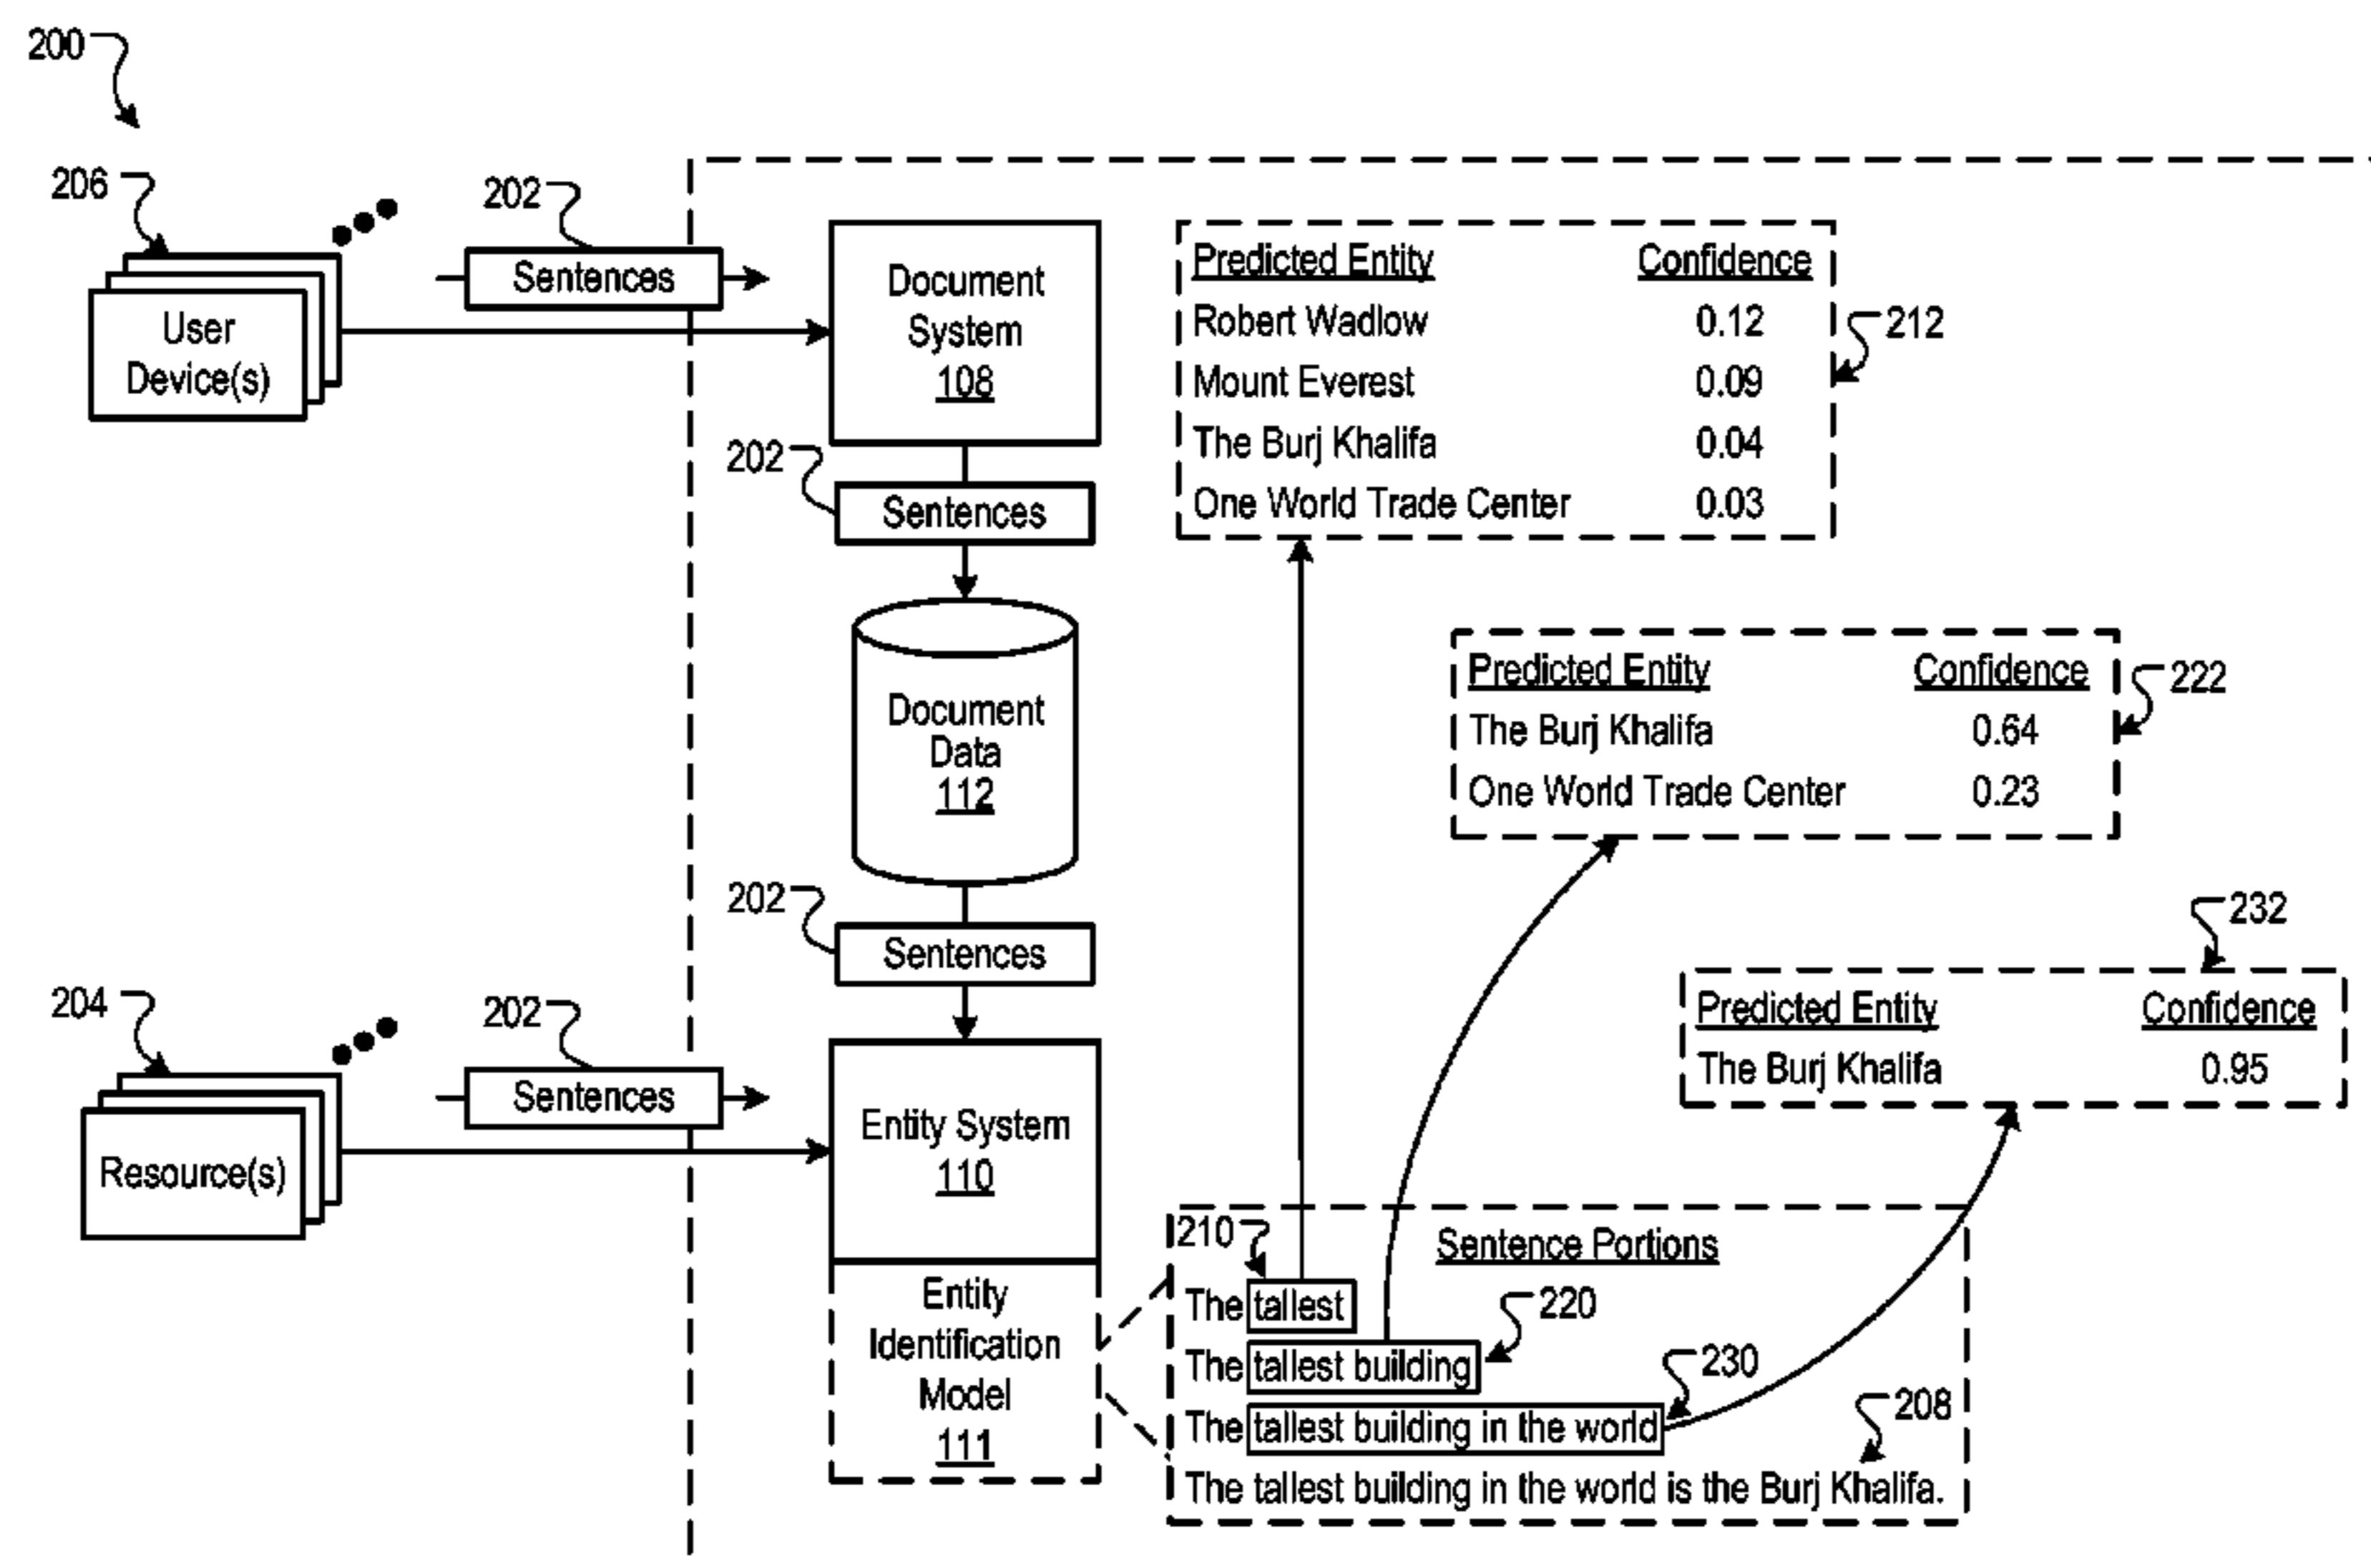 200
206
202
Sentences
User
Device(s)
Document
System
108
202
Sentences
Document
Data
112
202
Sentences
204
202
Sentences
Resource(s)
Entity System
110
Entity
Identification
Model
111
Predicted Entity Confidence
Robert Wadlow 0.12
Mount Everest 0.09
The Burj Khalifa 0.04
One World Trade Center 0.03
212
Predicted Entity Confidence
The Burj Khalifa 0.64
One World Trade Center 0.23
222
232
Predicted Entity Confidence
The Burj Khalifa 0.95
210
Sentence Portions
The tallest
220
The tallest building
230
The tallest building in the world
208
The tallest building in the world is the Burj Khalifa.